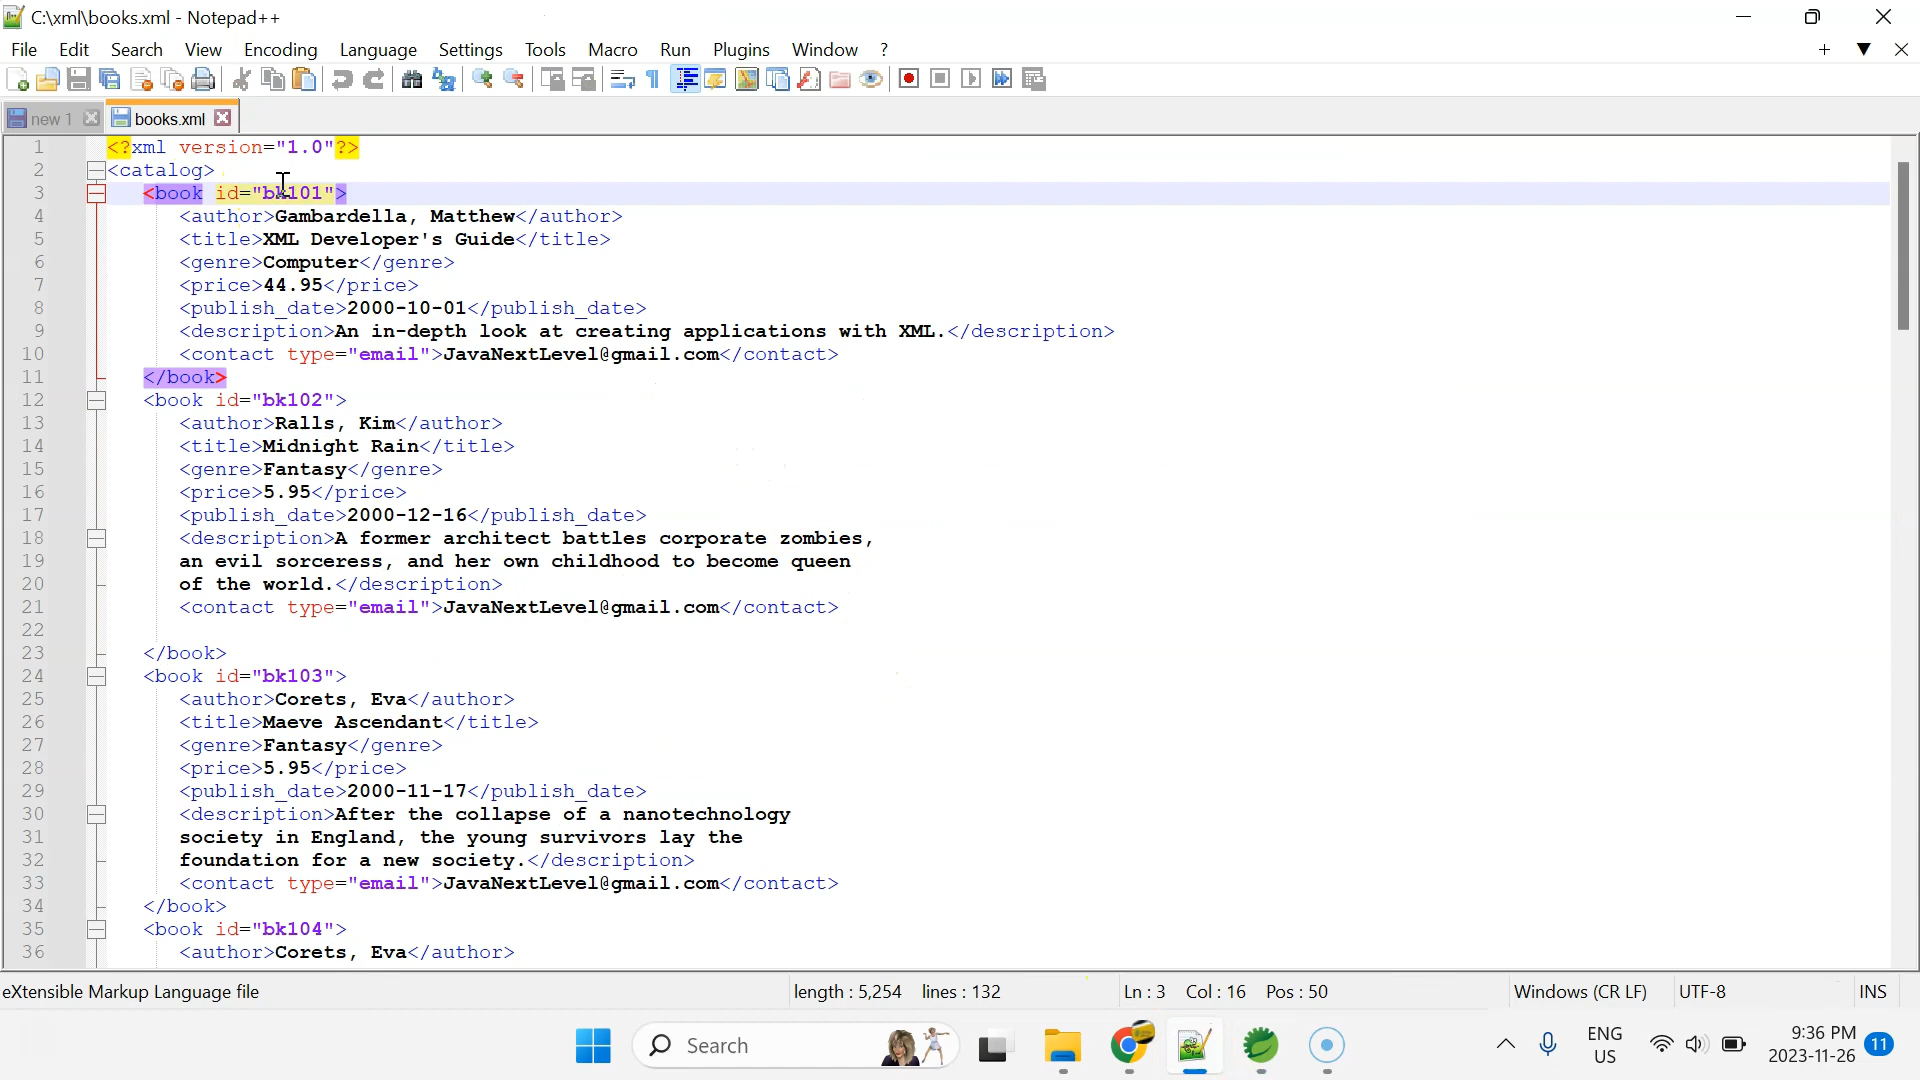 C:\xml\books.xml - Notepad++
File Edit Search View Encoding Language Settings Tools Macro Run Plugins Window ?
new 1 books.xml
1 <?xml version="1.0"?>
2 <catalog>
3 <book id="bk101">
4 <author>Gambardella, Matthew</author>
5 <title>XML Developer's Guide</title>
6 <genre>Computer</genre>
7 <price>44.95</price>
8 <publish_date>2000-10-01</publish_date>
9 <description>An in-depth look at creating applications with XML.</description>
10 <contact type="email">JavaNextLevel@gmail.com</contact>
11 </book>
12 <book id="bk102">
13 <author>Ralls, Kim</author>
14 <title>Midnight Rain</title>
15 <genre>Fantasy</genre>
16 <price>5.95</price>
17 <publish_date>2000-12-16</publish_date>
18 <description>A former architect battles corporate zombies,
19 an evil sorceress, and her own childhood to become queen
20 of the world.</description>
21 <contact type="email">JavaNextLevel@gmail.com</contact>
22
23 </book>
24 <book id="bk103">
25 <author>Corets, Eva</author>
26 <title>Maeve Ascendant</title>
27 <genre>Fantasy</genre>
28 <price>5.95</price>
29 <publish_date>2000-11-17</publish_date>
30 <description>After the collapse of a nanotechnology
31 society in England, the young survivors lay the
32 foundation for a new society.</description>
33 <contact type="email">JavaNextLevel@gmail.com</contact>
34 </book>
35 <book id="bk104">
36 <author>Corets, Eva</author>
eXtensible Markup Language file length : 5,254 lines : 132 Ln : 3 Col : 16 Pos : 50 Windows (CR LF) UTF-8 INS
Search
ENG
US
9:36 PM
2023-11-26
11